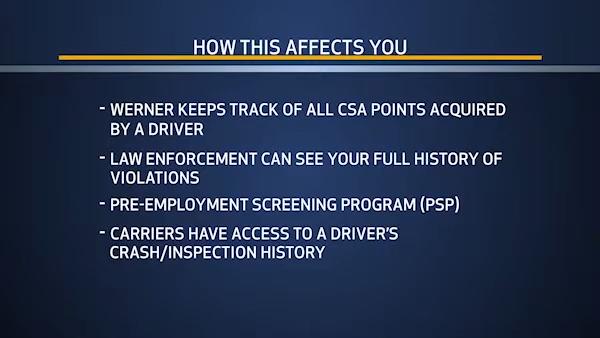 HOW THIS AFFECTS YOU
- WERNER KEEPS TRACK OF ALL CSA POINTS ACQUIRED
BY A DRIVER
- LAW ENFORCEMENT CAN SEE YOUR FULL HISTORY OF
VIOLATIONS
- PRE-EMPLOYMENT SCREENING PROGRAM (PSP)
- CARRIERS HAVE ACCESS TO A DRIVER'S
CRASH/INSPECTION HISTORY